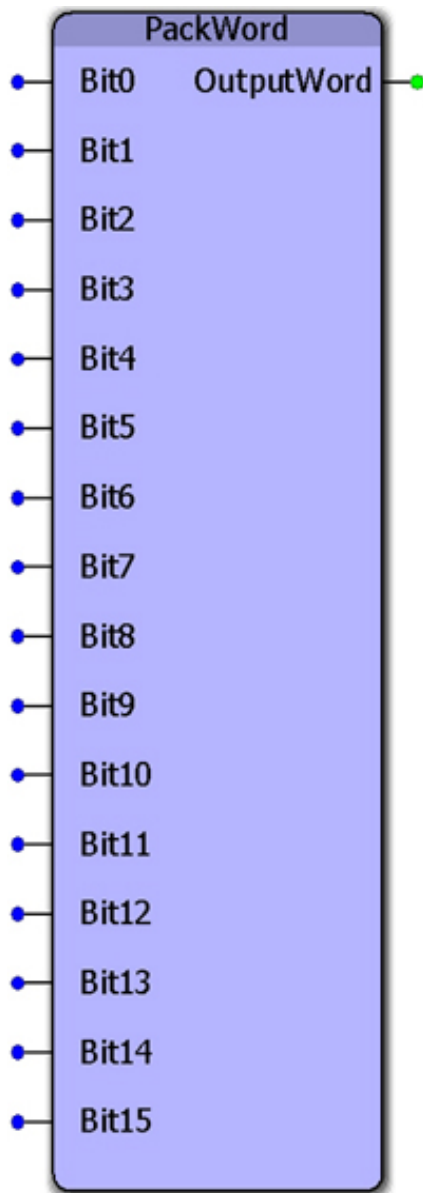 PackWord
Bit0 OutputWord
Bit1
Bit2
Bit3
Bit4
Bit5
Bit6
Bit7
Bit8
Bit9
Bit10
Bit11
Bit12
Bit13
Bit14
Bit15